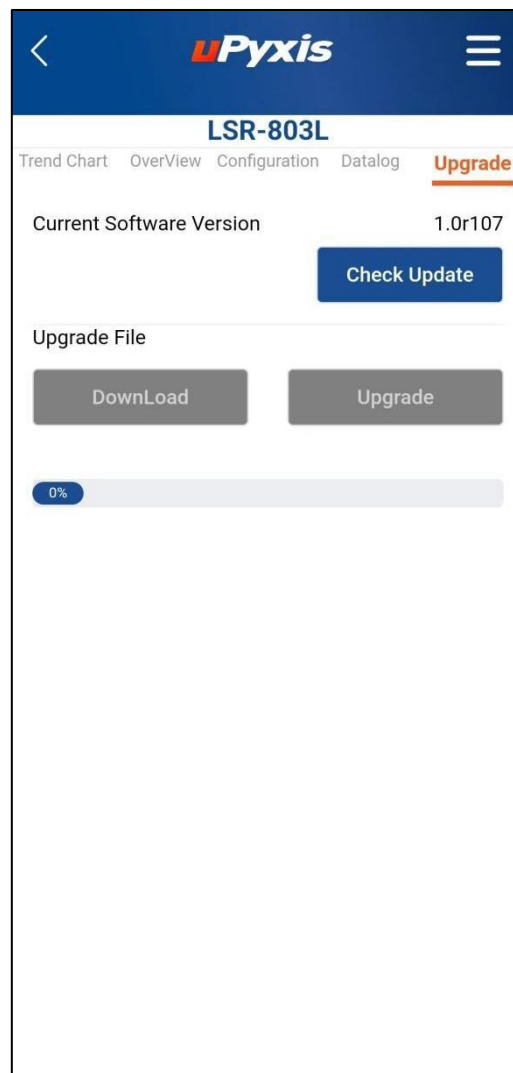 uPyxis
LSR-803L
Trend Chart OverView Configuration Datalog Upgrade
Current Software Version 1.0r107
Check Update
Upgrade File
DownLoad Upgrade
0%